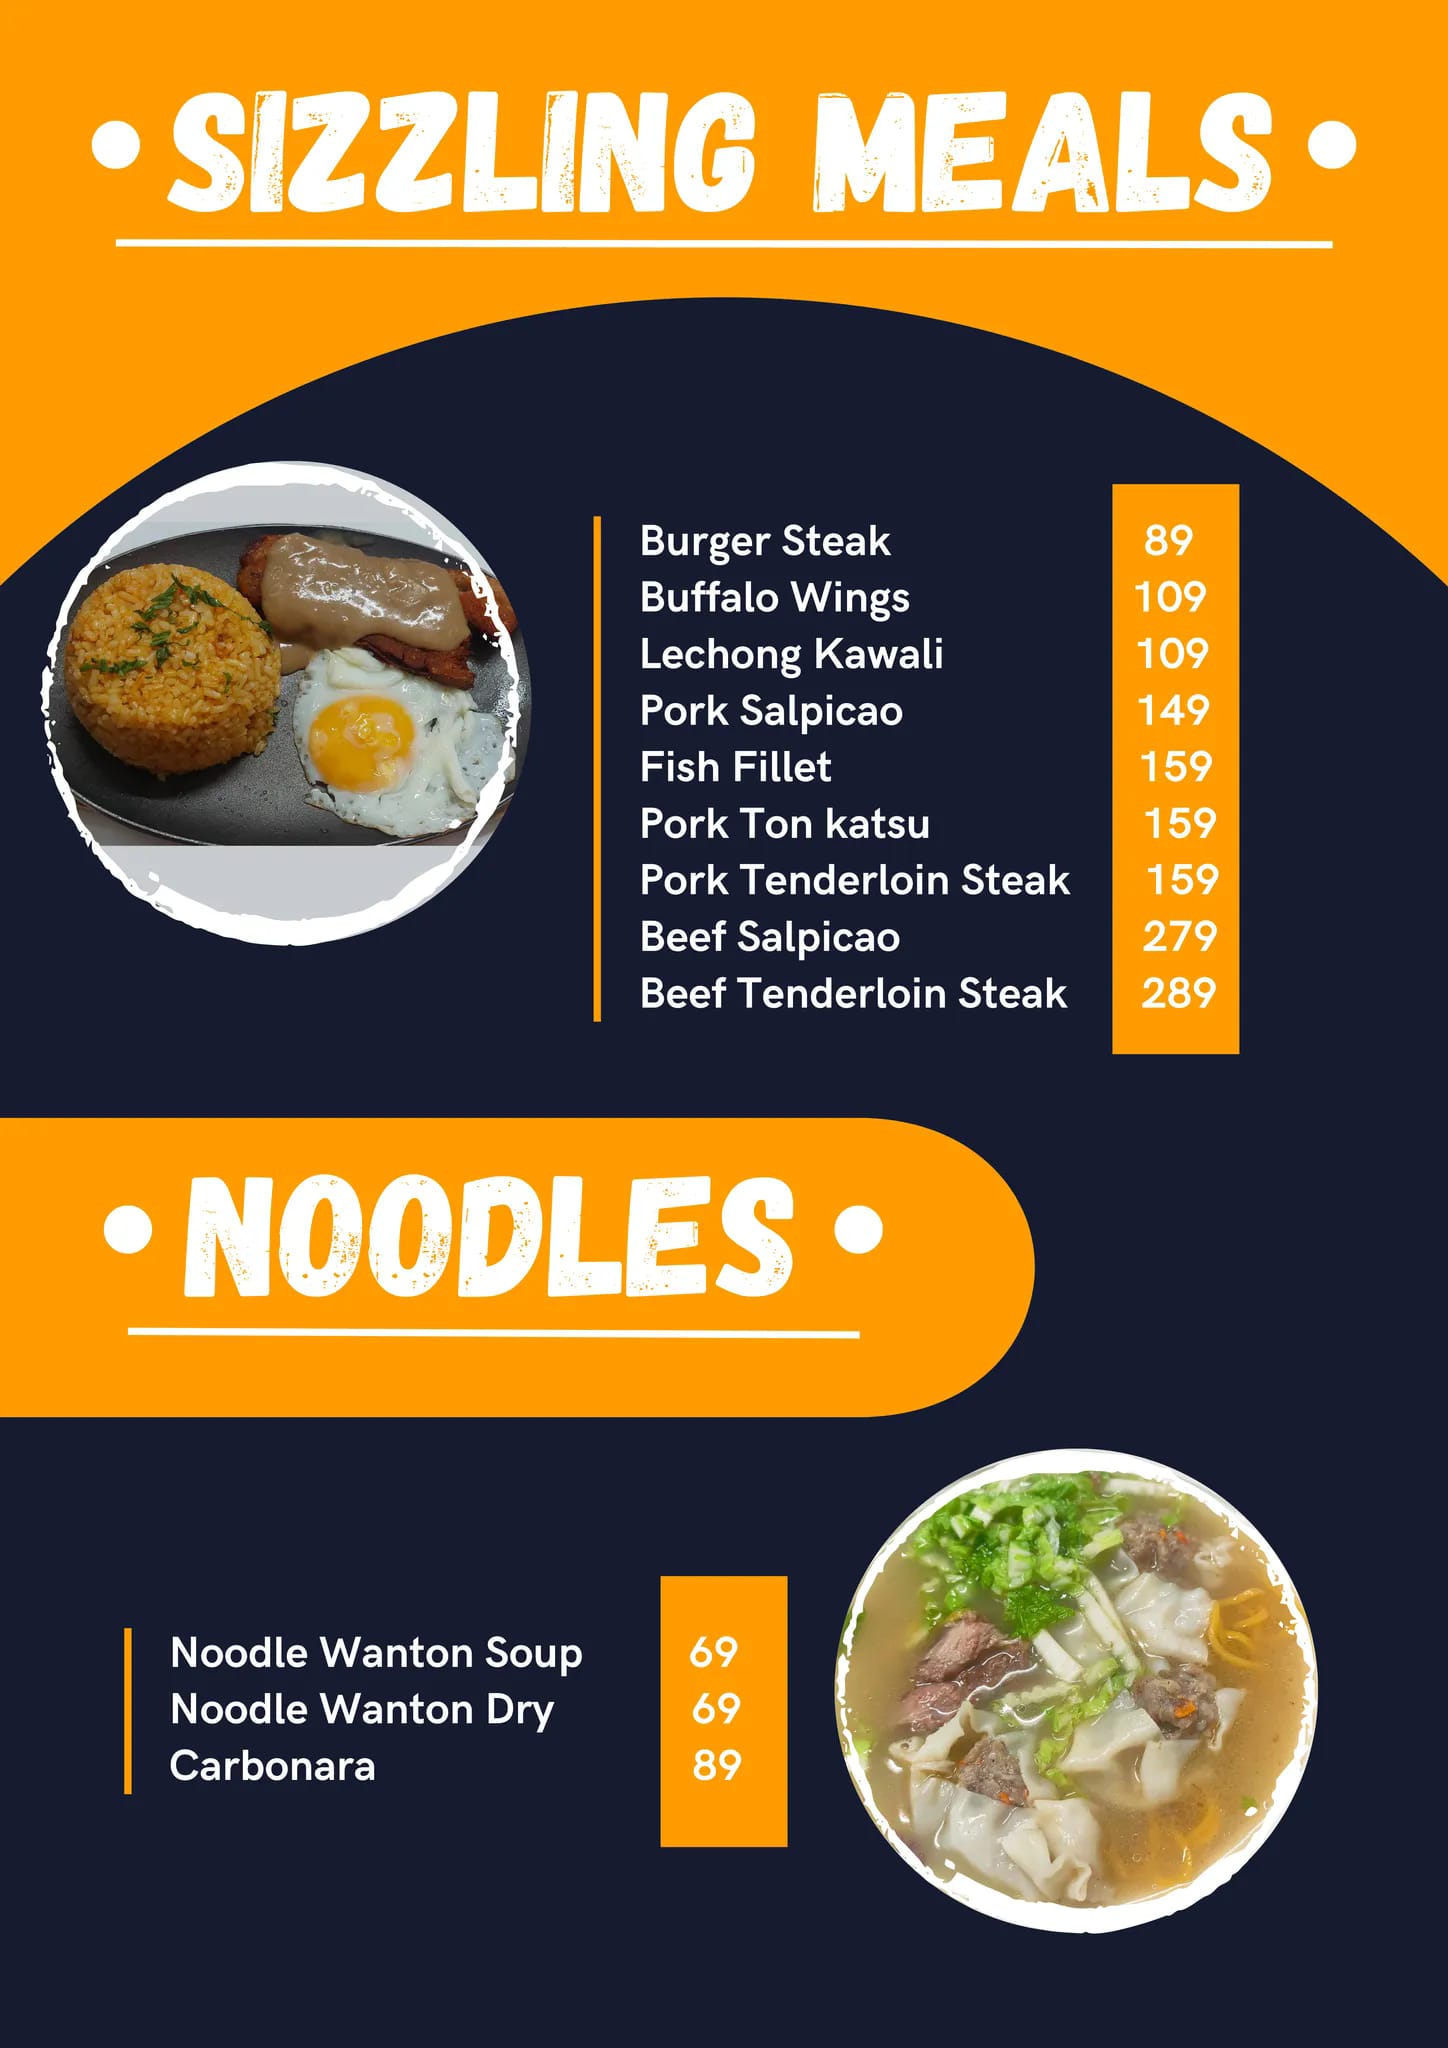 • SIZZLING MEALS •
Burger Steak 89
Buffalo Wings 109
Lechong Kawali 109
Pork Salpicao 149
Fish Fillet 159
Pork Ton katsu 159
Pork Tenderloin Steak 159
Beef Salpicao 279
Beef Tenderloin Steak 289
• NOODLES •
Noodle Wanton Soup 69
Noodle Wanton Dry 69
Carbonara 89